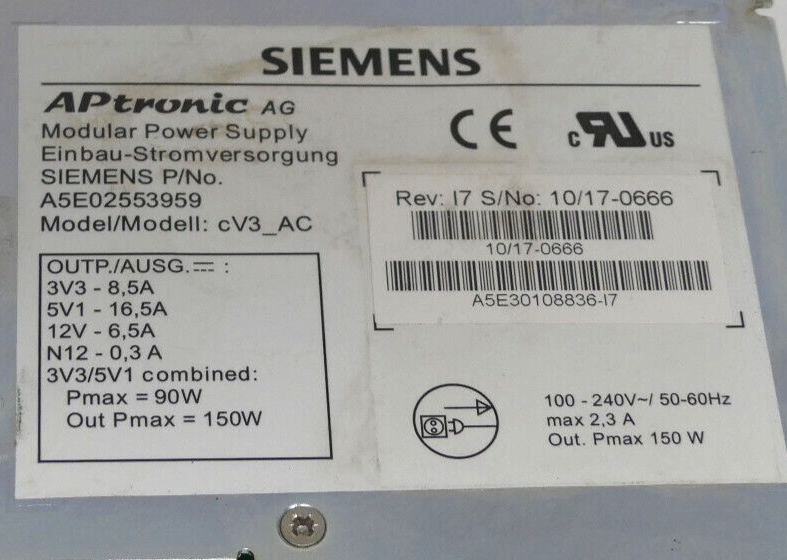 SIEMENS
APtronic AG
Modular Power Supply
Einbau-Stromversorgung
SIEMENS P/No.
A5E02553959
Model/Modell: cV3_AC
CE
c RU US
Rev: I7 S/No: 10/17-0666
10/17-0666
A5E30108836-I7
OUTP./AUSG. ⎓ :
3V3 - 8,5A
5V1 - 16,5A
12V - 6,5A
N12 - 0,3 A
3V3/5V1 combined:
Pmax = 90W
Out Pmax = 150W
100 - 240V~/ 50-60Hz
max 2,3 A
Out. Pmax 150 W